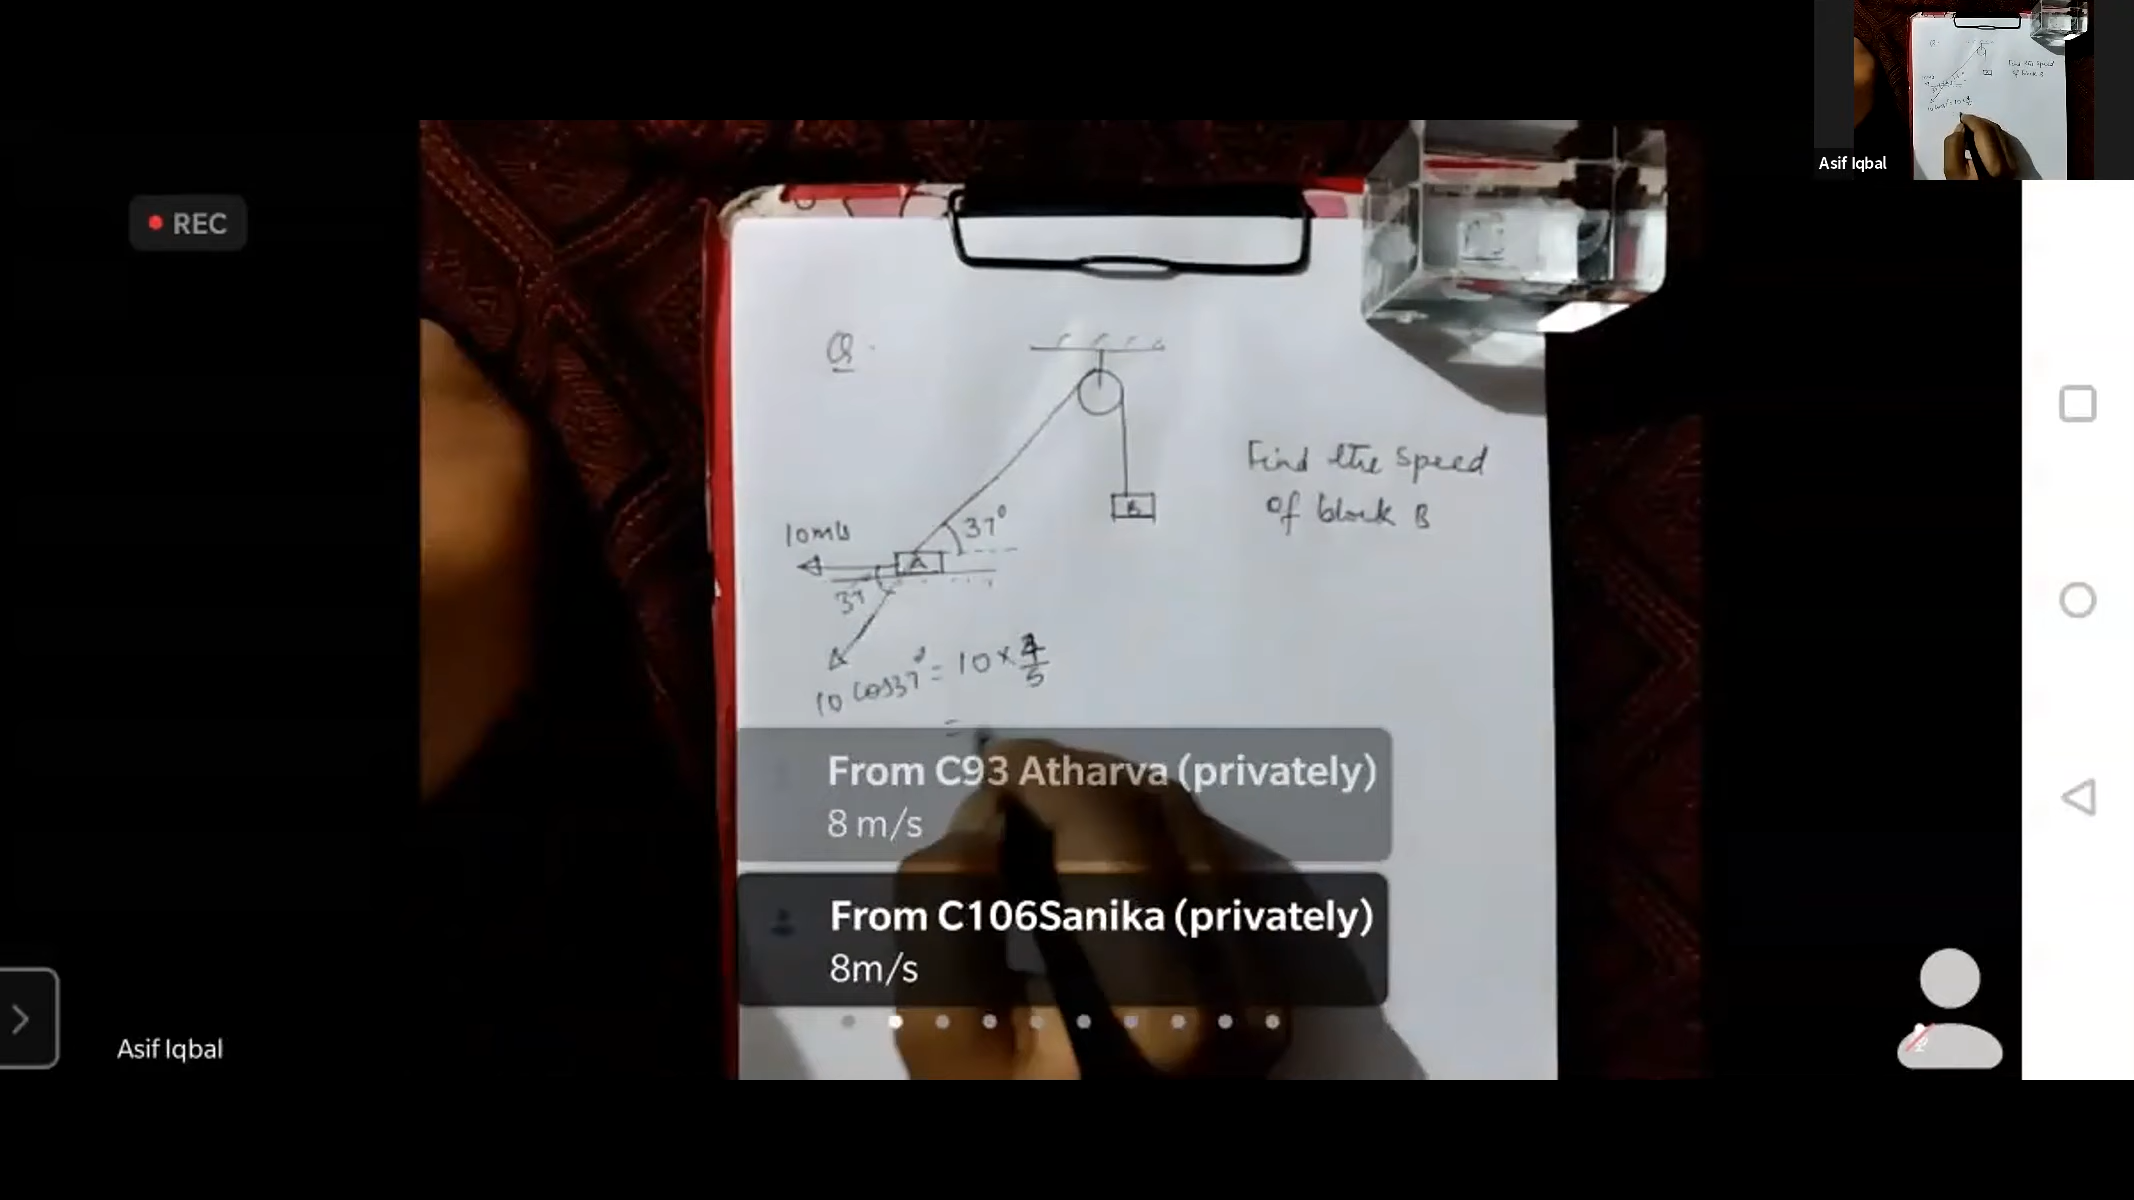 Asif Iqbal
REC
Q.
Find the speed
of block B
10m/s
37°
A
B
37
10 cos37° = 10 × 4/5
=
From C93 Atharva (privately)
8 m/s
From C106Sanika (privately)
8m/s
Asif Iqbal